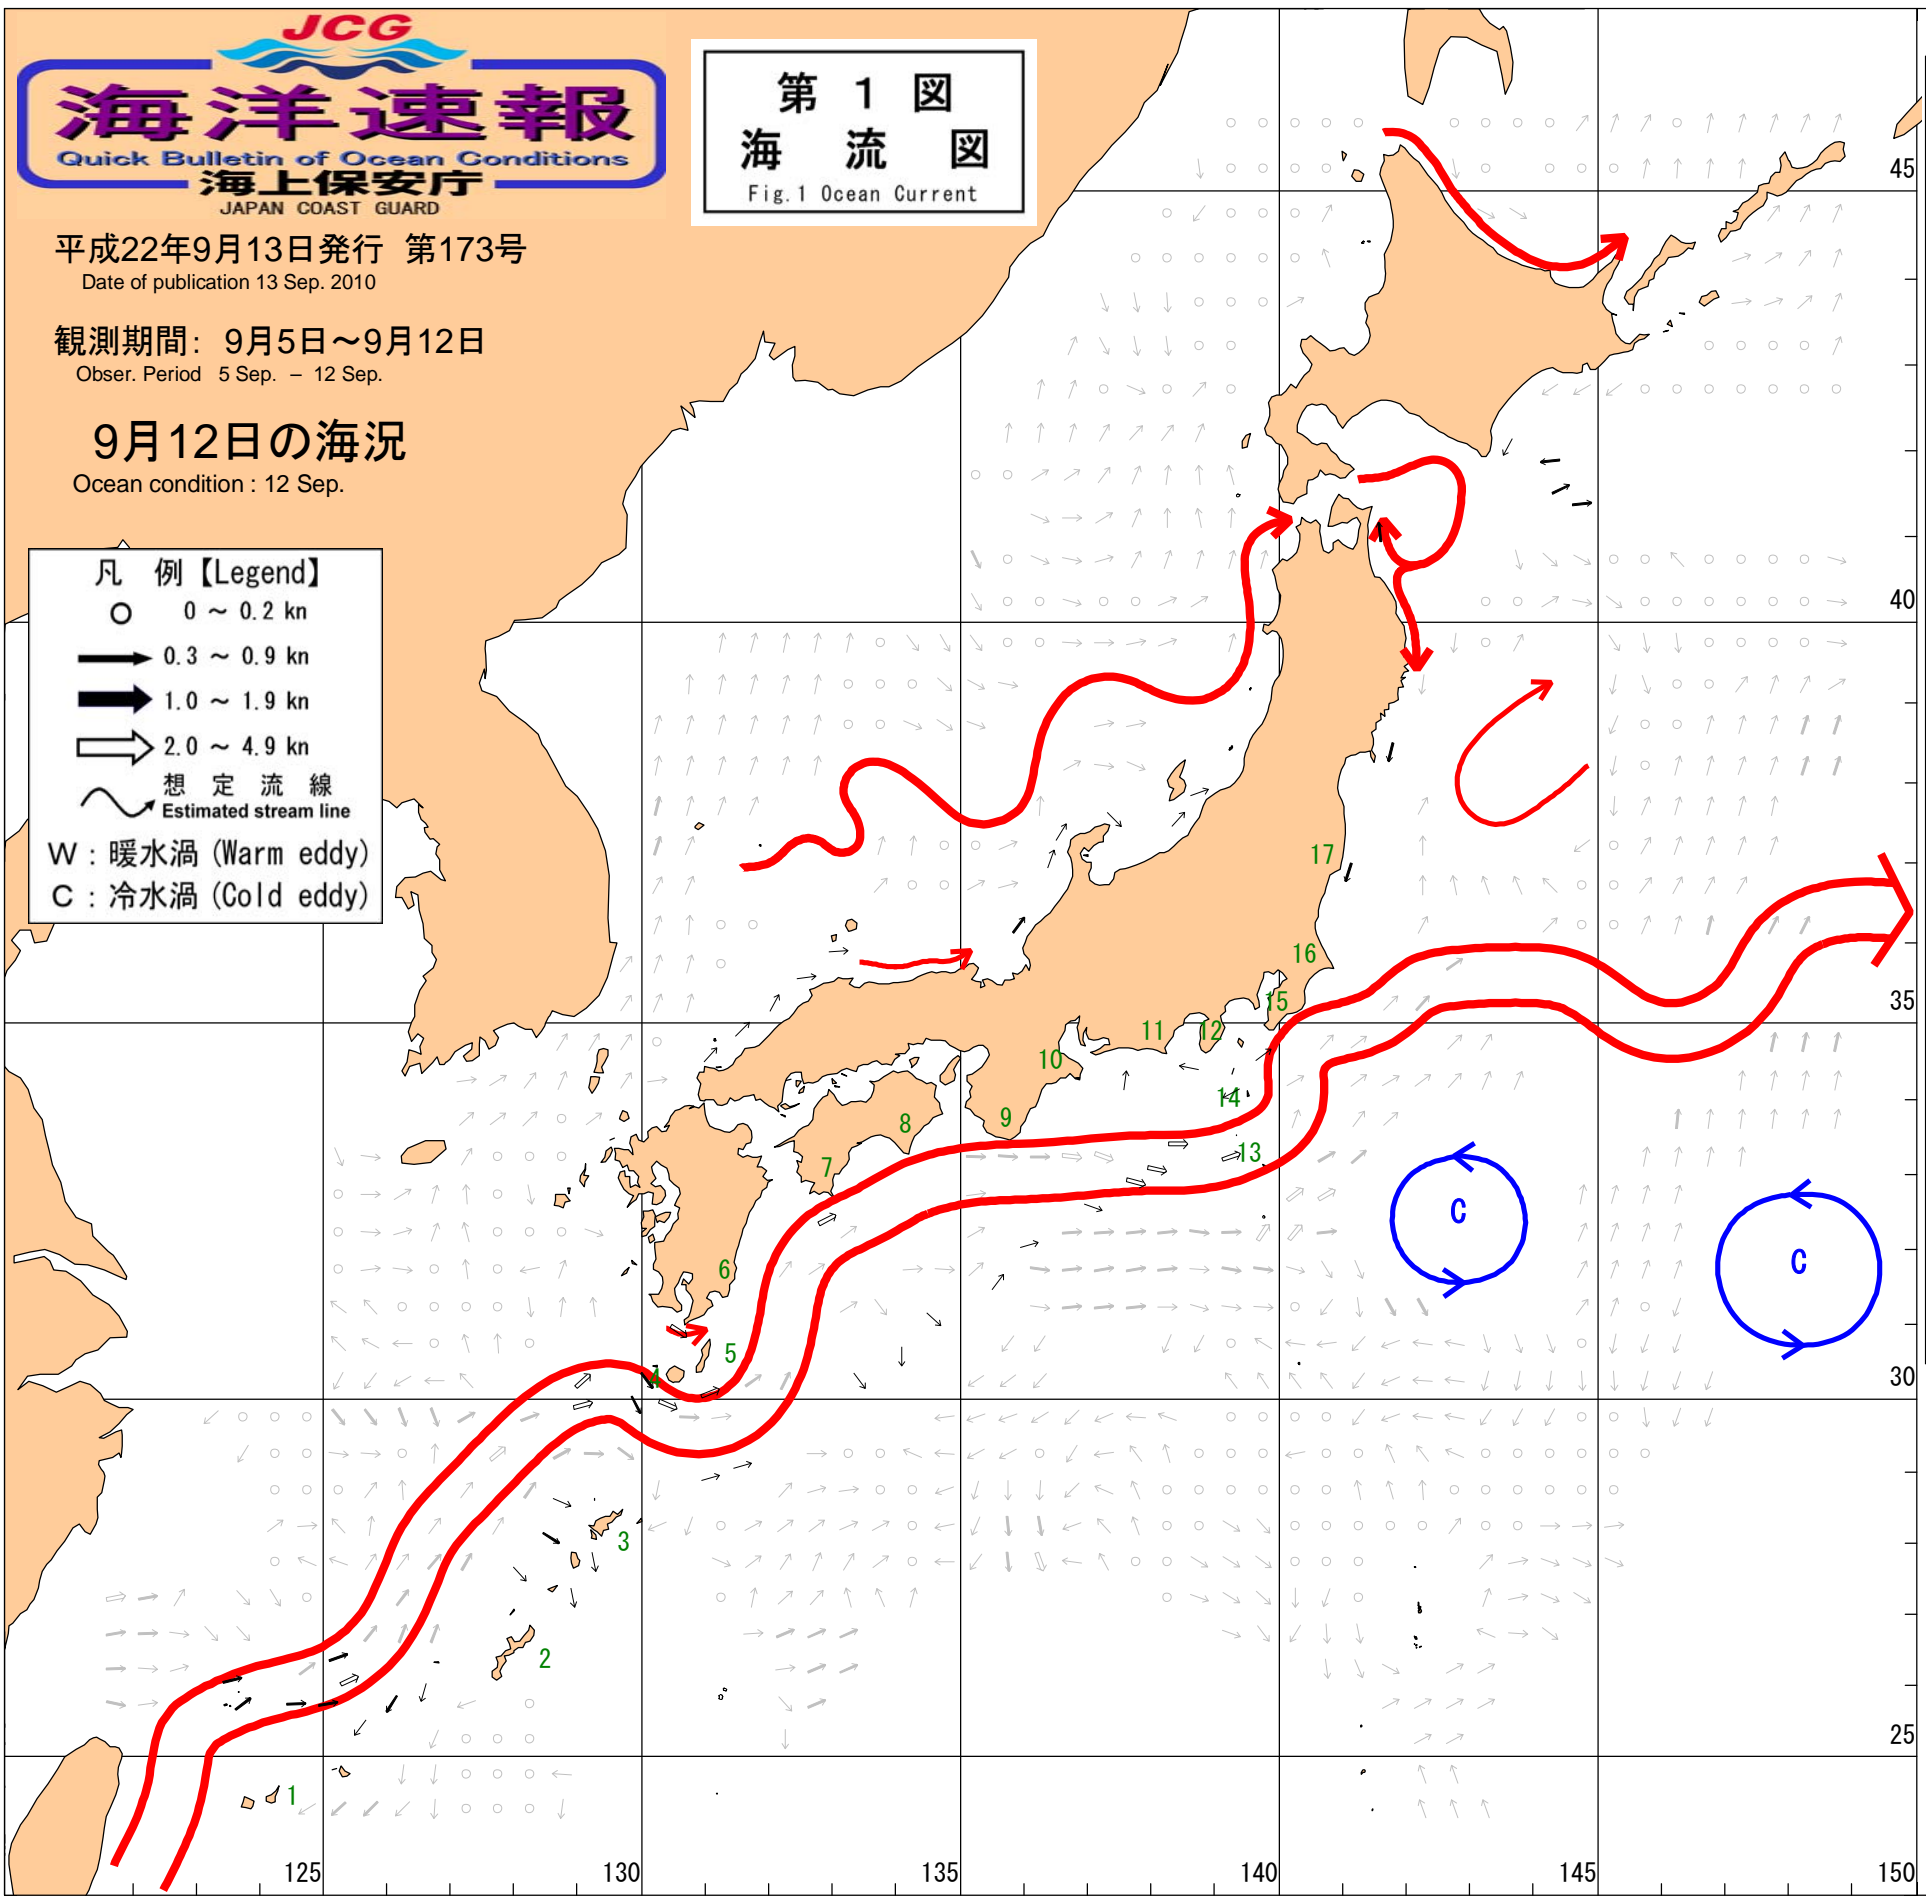 JCG
海洋速報
Quick Bulletin of Ocean Conditions
海上保安庁
JAPAN COAST GUARD
第 1 図
海 流 図
Fig.1 Ocean Current
平成22年9月13日発行 第173号
Date of publication 13 Sep. 2010
観測期間: 9月5日～9月12日
Obser. Period 5 Sep. – 12 Sep.
9月12日の海況
Ocean condition : 12 Sep.
凡 例【Legend】
0 ～ 0.2 kn
0.3 ～ 0.9 kn
1.0 ～ 1.9 kn
2.0 ～ 4.9 kn
想 定 流 線
Estimated stream line
W : 暖水渦 (Warm eddy)
C : 冷水渦 (Cold eddy)
45
40
17
16
35
15
12
11
10
14
9
8
13
7
C
C
6
5
4
30
3
2
25
1
125
130
135
140
145
150